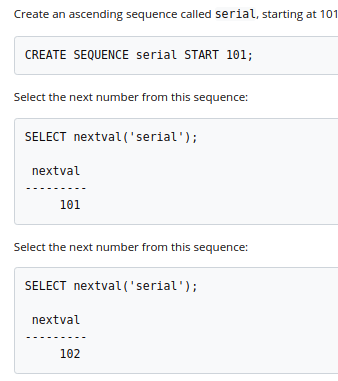 Create an ascending sequence called serial, starting at 101
CREATE SEQUENCE serial START 101;
Select the next number from this sequence:
SELECT nextval('serial');
nextval
---------
101
Select the next number from this sequence:
SELECT nextval('serial');
nextval
---------
102